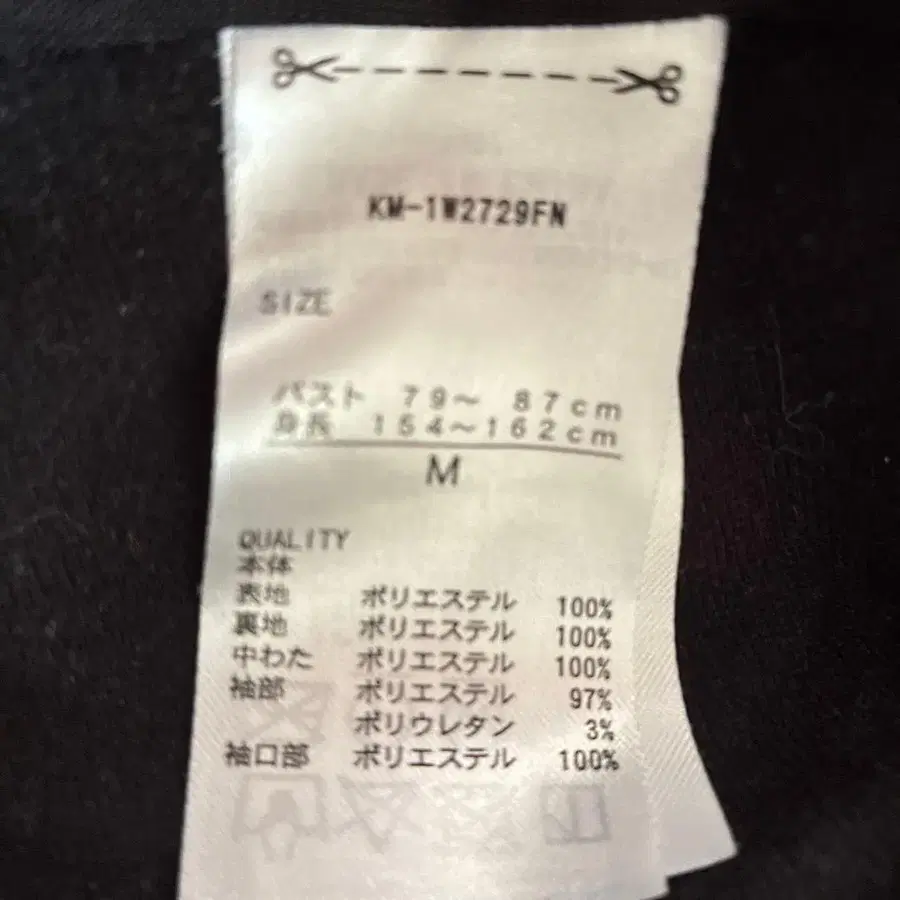 KM-1W2729FN
SIZE
バスト 79～ 87cm
身長 154～162cm
M
QUALITY
本体
表地 ポリエステル 100%
裏地 ポリエステル 100%
中わた ポリエステル 100%
袖部 ポリエステル 97%
ポリウレタン 3%
袖口部 ポリエステル 100%